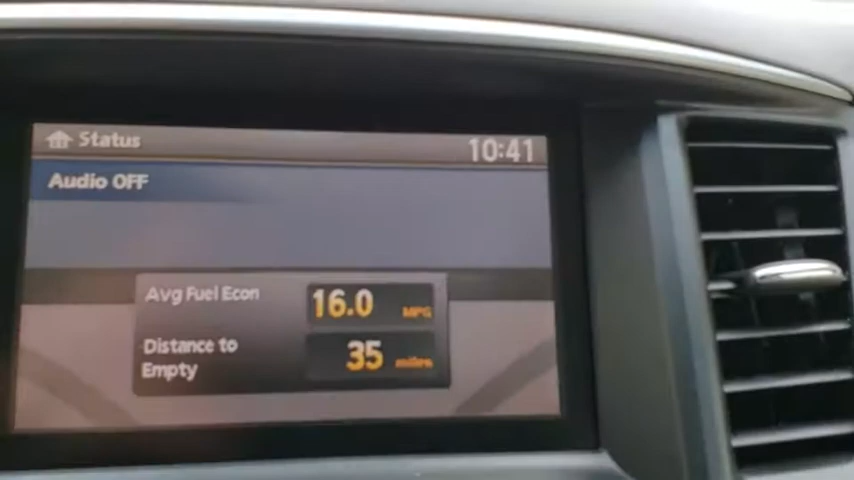 Status 10:41
Audio OFF
Avg Fuel Econ 16.0 MPG
Distance to
Empty 35 miles